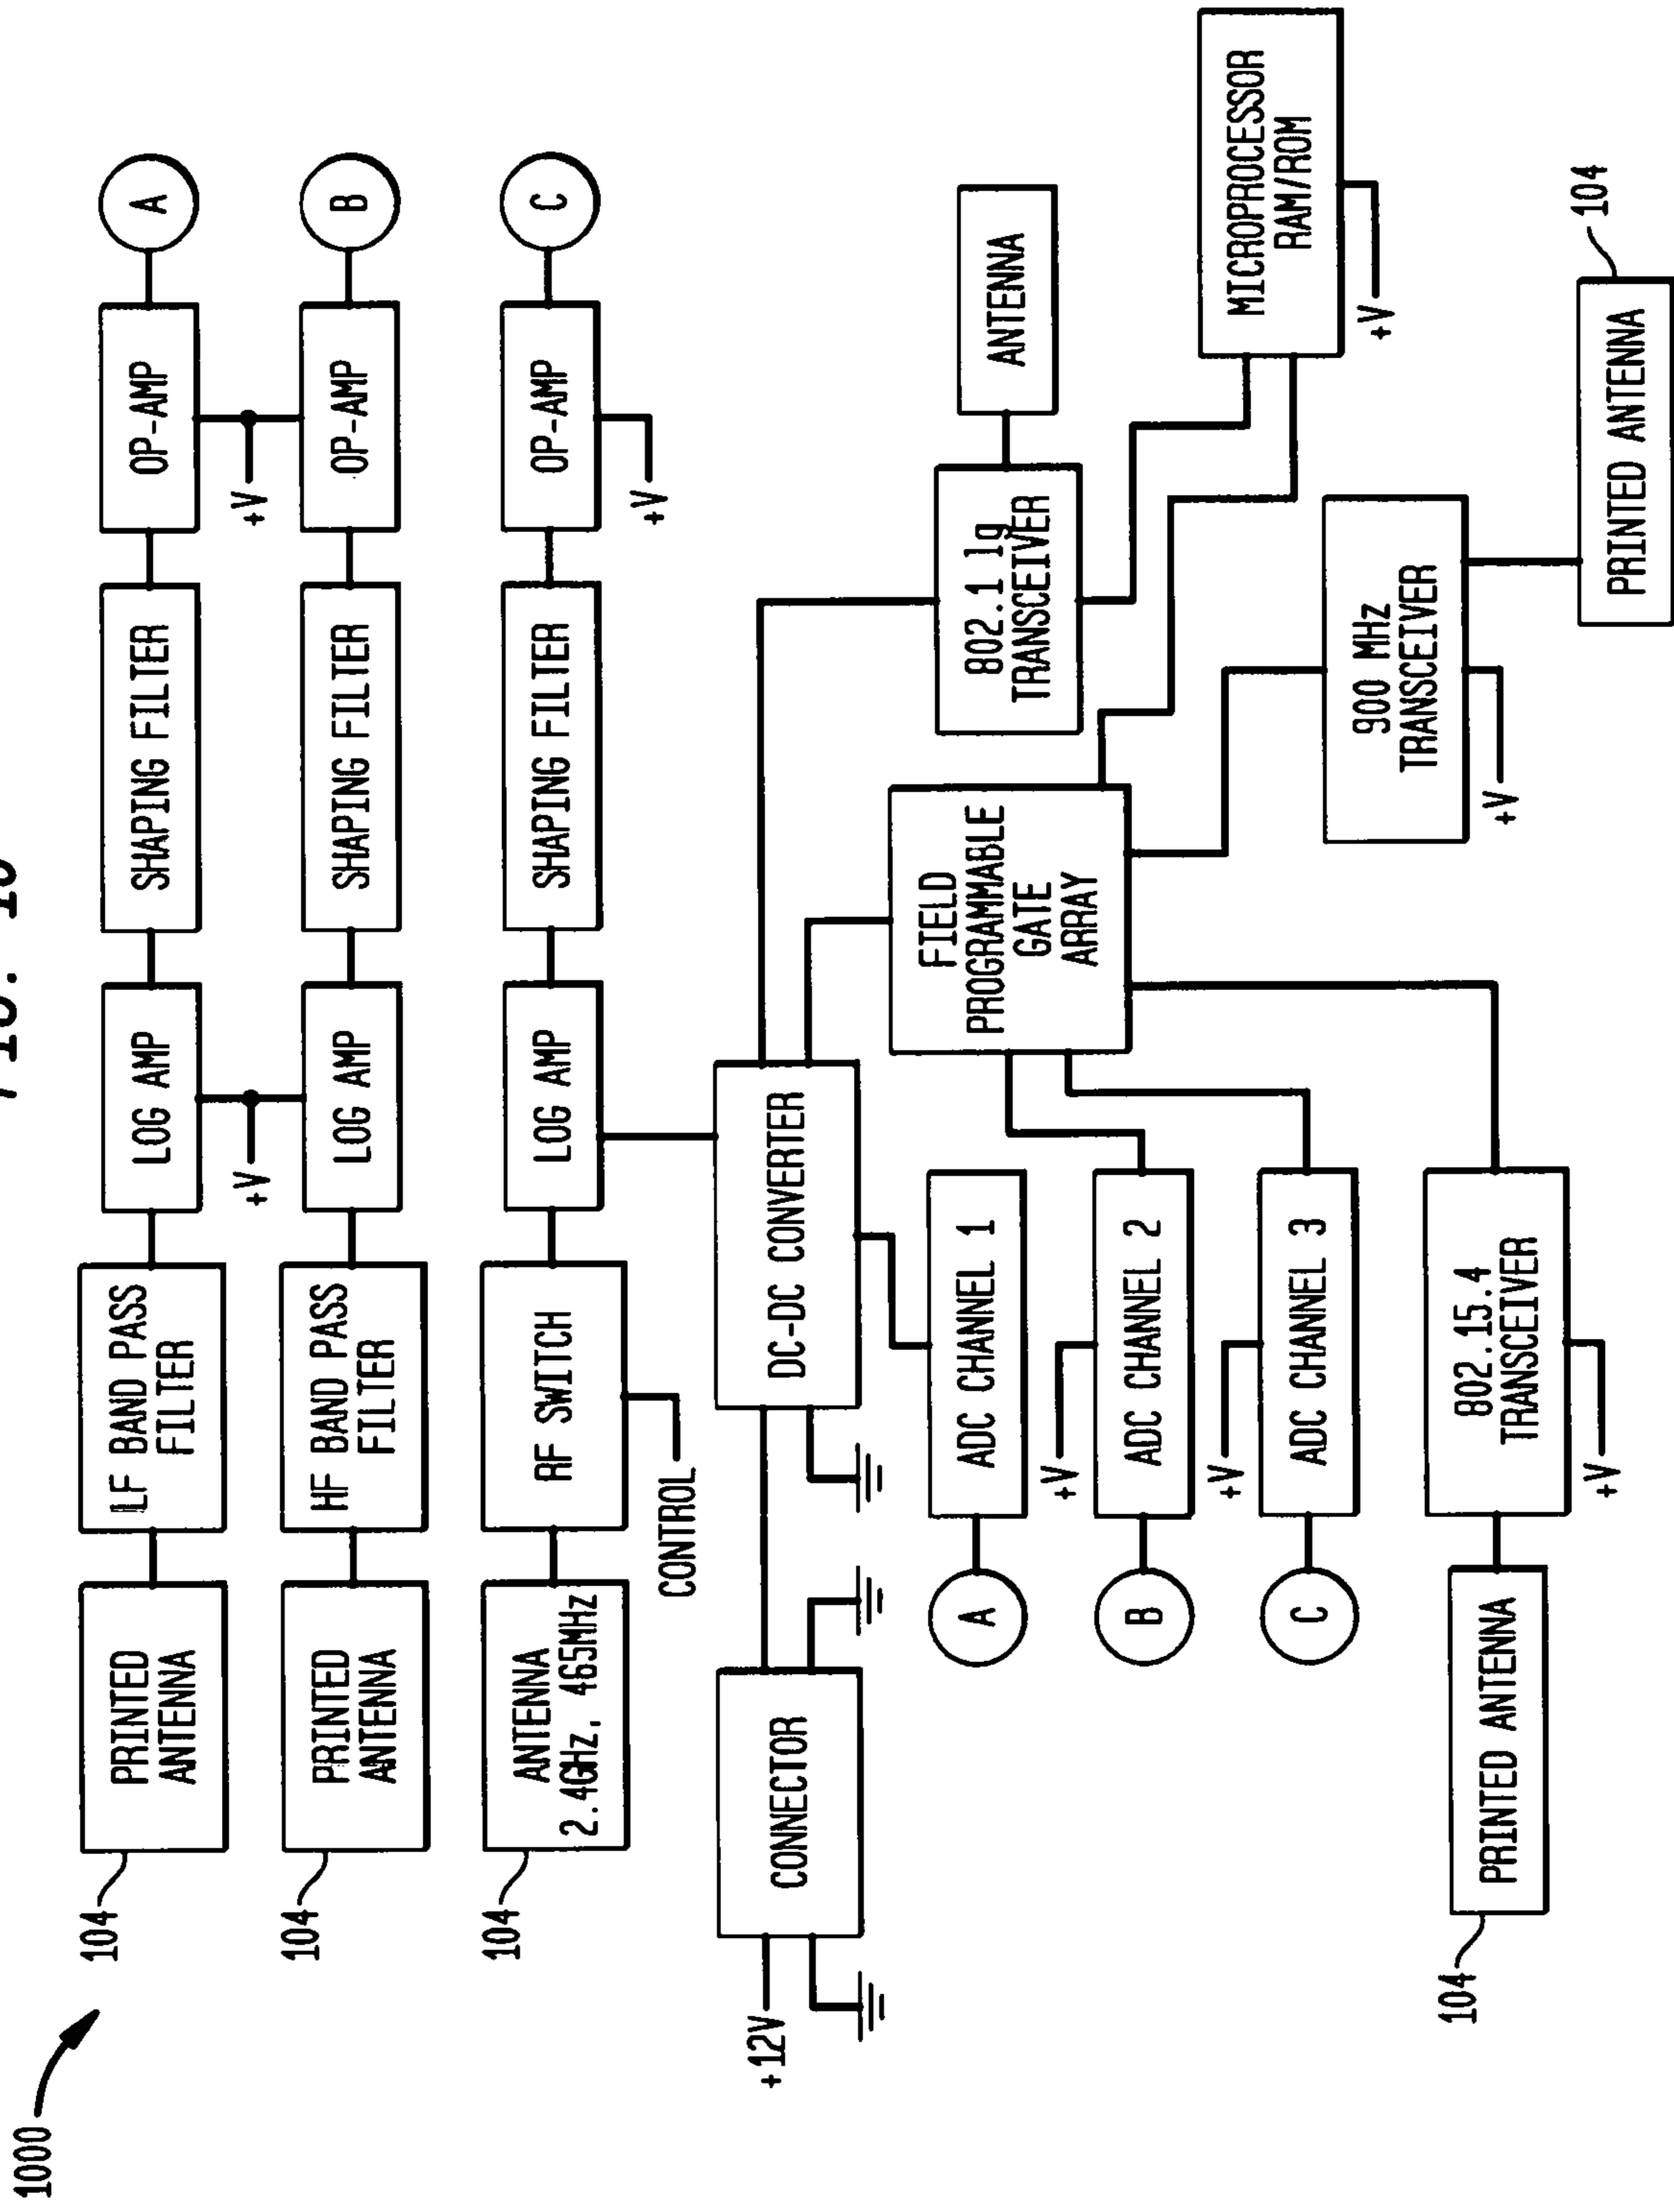 FIG. 10
1000
104
PRINTED
ANTENNA
LF BAND PASS
FILTER
LOG AMP
SHAPING FILTER
OP-AMP
A
+V
+V
104
PRINTED
ANTENNA
HF BAND PASS
FILTER
LOG AMP
SHAPING FILTER
OP-AMP
B
104
ANTENNA
2.4GHz, 465MHz
RF SWITCH
LOG AMP
SHAPING FILTER
OP-AMP
C
CONTROL
+V
+12V
CONNECTOR
DC-DC CONVERTER
802.11g
TRANSCEIVER
ANTENNA
A
ADC CHANNEL 1
FIELD
PROGRAMMABLE
GATE
ARRAY
+V
B
ADC CHANNEL 2
MICROPROCESSOR
RAM/ROM
+V
+V
C
ADC CHANNEL 3
900 MHz
TRANSCEIVER
+V
104
PRINTED ANTENNA
802.15.4
TRANSCEIVER
+V
104
PRINTED ANTENNA